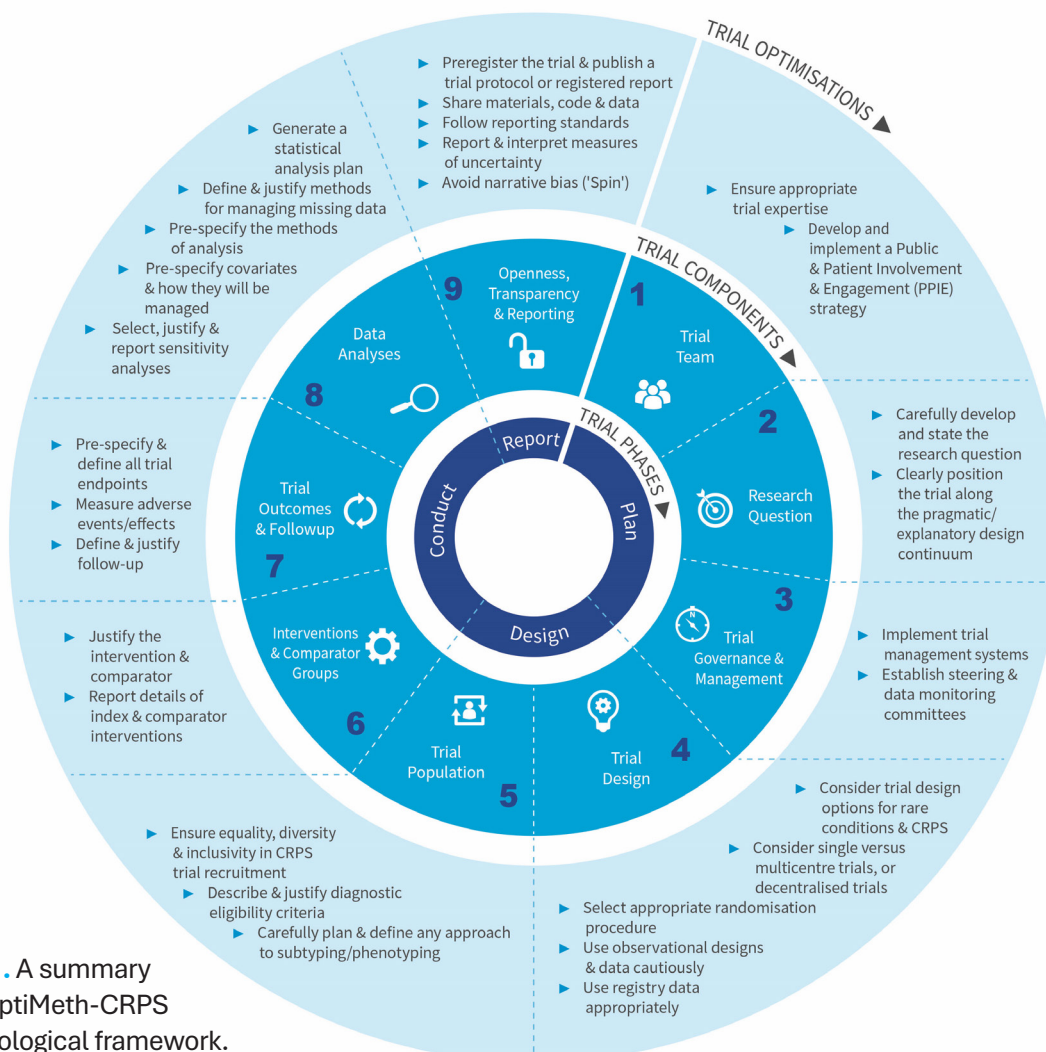 TRIAL OPTIMISATIONS
TRIAL COMPONENTS
TRIAL PHASES
Plan
Design
Conduct
Report
1
Trial
Team
Ensure appropriate
trial expertise
Develop and
implement a Public
& Patient Involvement
& Engagement (PPIE)
strategy
2
Research
Question
Carefully develop
and state the
research question
Clearly position
the trial along
the pragmatic/
explanatory design
continuum
3
N
Trial
Governance &
Management
Implement trial
management systems
Establish steering &
data monitoring
committees
4
Trial
Design
Consider trial design
options for rare
conditions & CRPS
Consider single versus
multicentre trials, or
decentralised trials
Select appropriate randomisation
procedure
Use observational designs
& data cautiously
Use registry data
appropriately
5
Trial
Population
Ensure equality, diversity
& inclusivity in CRPS
trial recruitment
Describe & justify diagnostic
eligibility criteria
Carefully plan & define any approach
to subtyping/phenotyping
6
Interventions
& Comparator
Groups
Justify the
intervention &
comparator
Report details of
index & comparator
interventions
7
Trial
Outcomes
& Followup
Pre-specify &
define all trial
endpoints
Measure adverse
events/effects
Define & justify
follow-up
8
Data
Analyses
Generate a
statistical
analysis plan
Define & justify methods
for managing missing data
Pre-specify the methods
of analysis
Pre-specify covariates
& how they will be
managed
Select, justify &
report sensitivity
analyses
9
Openness,
Transparency
& Reporting
Preregister the trial & publish a
trial protocol or registered report
Share materials, code & data
Follow reporting standards
Report & interpret measures
of uncertainty
Avoid narrative bias ('Spin')
. A summary
ptiMeth-CRPS
ological framework.